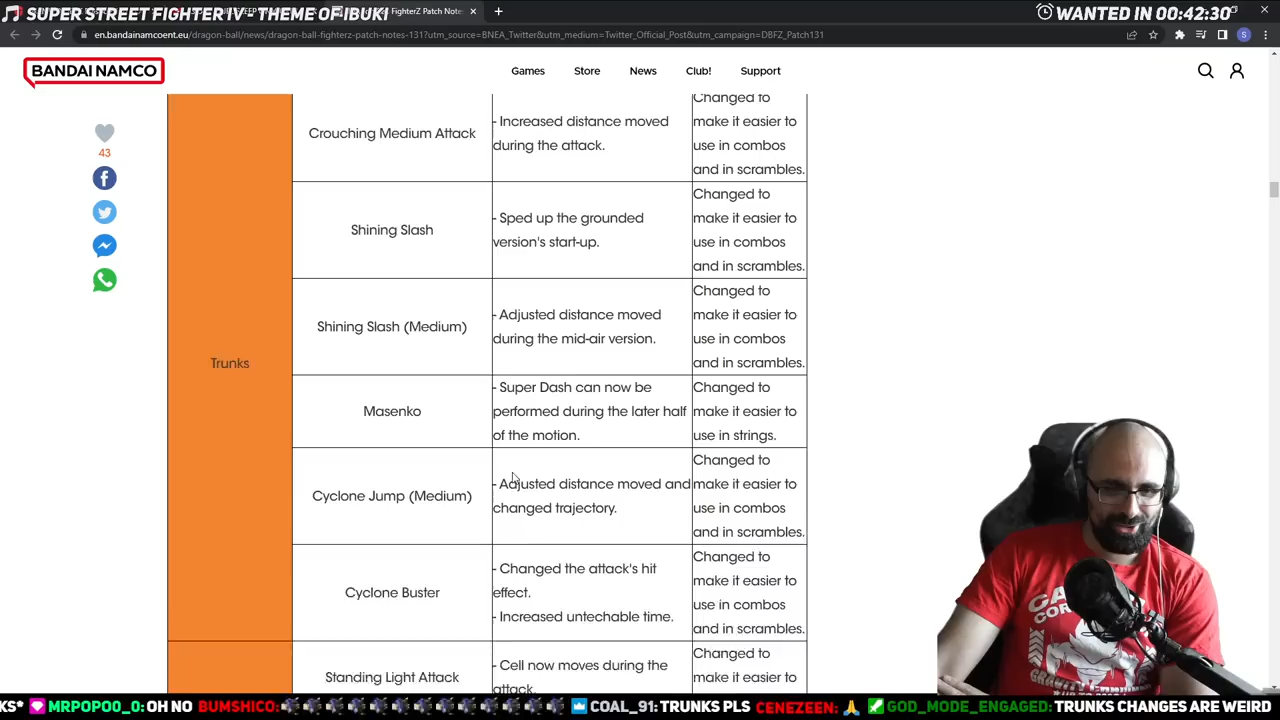 SUPER STREET FIGHTER IV - THEME OF IBUKI
FighterZ Patch Note
WANTED IN 00:42:30
en.bandainamcoent.eu/dragon-ball/news/dragon-ball-fighterz-patch-notes-131?utm_source=BNEA_Twitter&utm_medium=Twitter_Official_Post&utm_campaign=DBFZ_Patch131
S
BANDAI NAMCO
Games
Store
News
Club!
Support
43
Trunks
Crouching Medium Attack
- Increased distance moved
during the attack.
Changed to
make it easier to
use in combos
and in scrambles.
Shining Slash
- Sped up the grounded
version's start-up.
Changed to
make it easier to
use in combos
and in scrambles.
Shining Slash (Medium)
- Adjusted distance moved
during the mid-air version.
Changed to
make it easier to
use in combos
and in scrambles.
Masenko
- Super Dash can now be
performed during the later half
of the motion.
Changed to
make it easier to
use in strings.
Cyclone Jump (Medium)
- Adjusted distance moved and
changed trajectory.
Changed to
make it easier to
use in combos
and in scrambles.
Cyclone Buster
- Changed the attack's hit
effect.
- Increased untechable time.
Changed to
make it easier to
use in combos
and in scrambles.
Standing Light Attack
- Cell now moves during the
attack.
Changed to
make it easier to
KS* MRPOPOO_0: OH NO BUMSHICO: COAL_91: TRUNKS PLS CENEZEEN: 🙏 GOD_MODE_ENGAGED: TRUNKS CHANGES ARE WEIRD